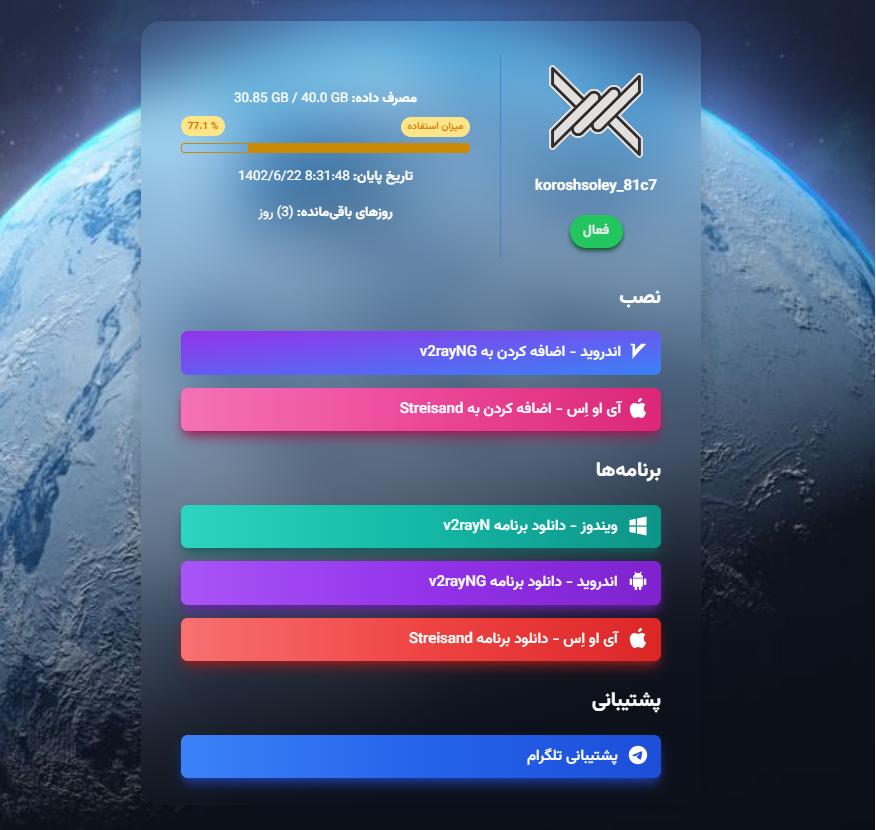 koroshsoley_81c7
فعال
مصرف داده: 30.85 GB / 40.0 GB
میزان استفاده
77.1 %
تاریخ پایان: 1402/6/22 8:31:48
روزهای باقی‌مانده: (3) روز
نصب
اندروید - اضافه کردن به v2rayNG
آی او اِس - اضافه کردن به Streisand
برنامه‌ها
ویندوز - دانلود برنامه v2rayN
اندروید - دانلود برنامه v2rayNG
آی او اِس - دانلود برنامه Streisand
پشتیبانی
پشتیبانی تلگرام